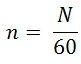 n = N/60